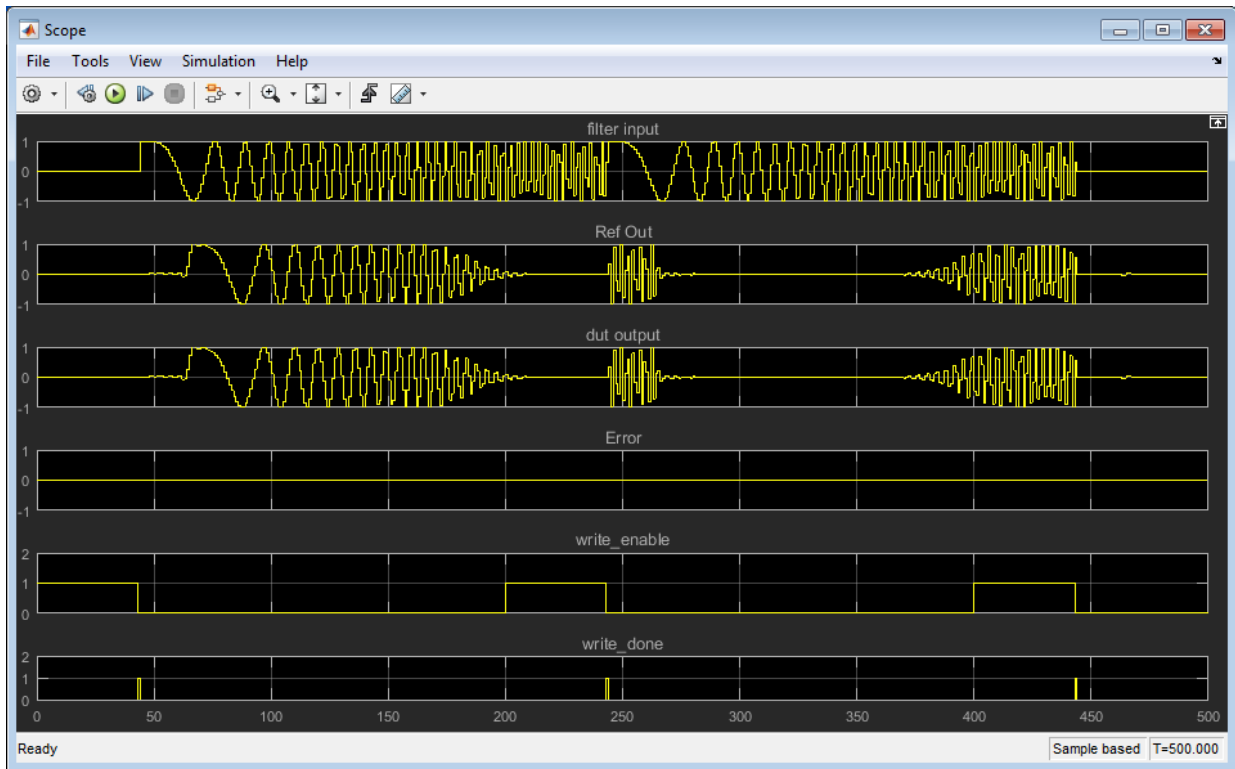 Scope
File Tools View Simulation Help
filter input
1
0
-1
Ref Out
1
0
-1
dut output
1
0
-1
Error
1
0
-1
write_enable
2
1
0
write_done
2
1
0
0 50 100 150 200 250 300 350 400 450 500
Ready Sample based T=500.000